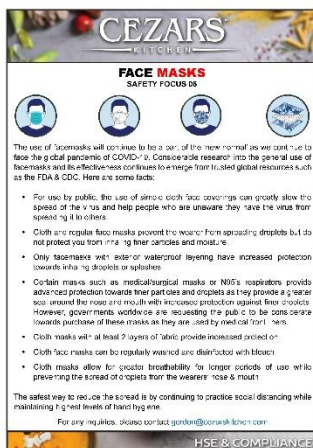 CEZARS
KITCHEN
FACE MASKS
SAFETY FOCUS 06
The use of facemasks will continue to be a part of the 'new normal' as we continue to
face the global pandemic of COVID-19. Considerable research into the general use of
facemasks and its effectiveness continues to emerge from trusted global resources such
as the FDA & CDC. Here are some facts:
• For use by public, the use of simple cloth face coverings can greatly slow the
spread of the virus and help people who are unaware they have the virus from
spreading it to others
• Cloth and regular face masks prevent the wearer from spreading droplets but do
not protect you from inhaling finer particles and moisture.
• Only facemasks with exterior waterproof layering have increased protection
towards inhaling droplets or splashes
• Certain masks such as medical/surgical masks or N95's respirators provide
advanced protection towards finer particles and droplets as they provide a greater
seal around the nose and mouth with increased protection against finer droplets.
However, governments worldwide are requesting the public to be considerate
towards purchase of these masks as they are used by medical front liners.
• Cloth masks with at least 2 layers of fabric provide increased protection
• Cloth face masks can be regularly washed and disinfected with bleach
• Cloth masks allow for greater breathability for longer periods of use while
preventing the spread of droplets from the wearers' nose & mouth
The safest way to reduce the spread is by continuing to practice social distancing while
maintaining highest levels of hand hygiene.
For any inquiries, please contact gordon@cezarskitchen.com
HSE & COMPLIANCE